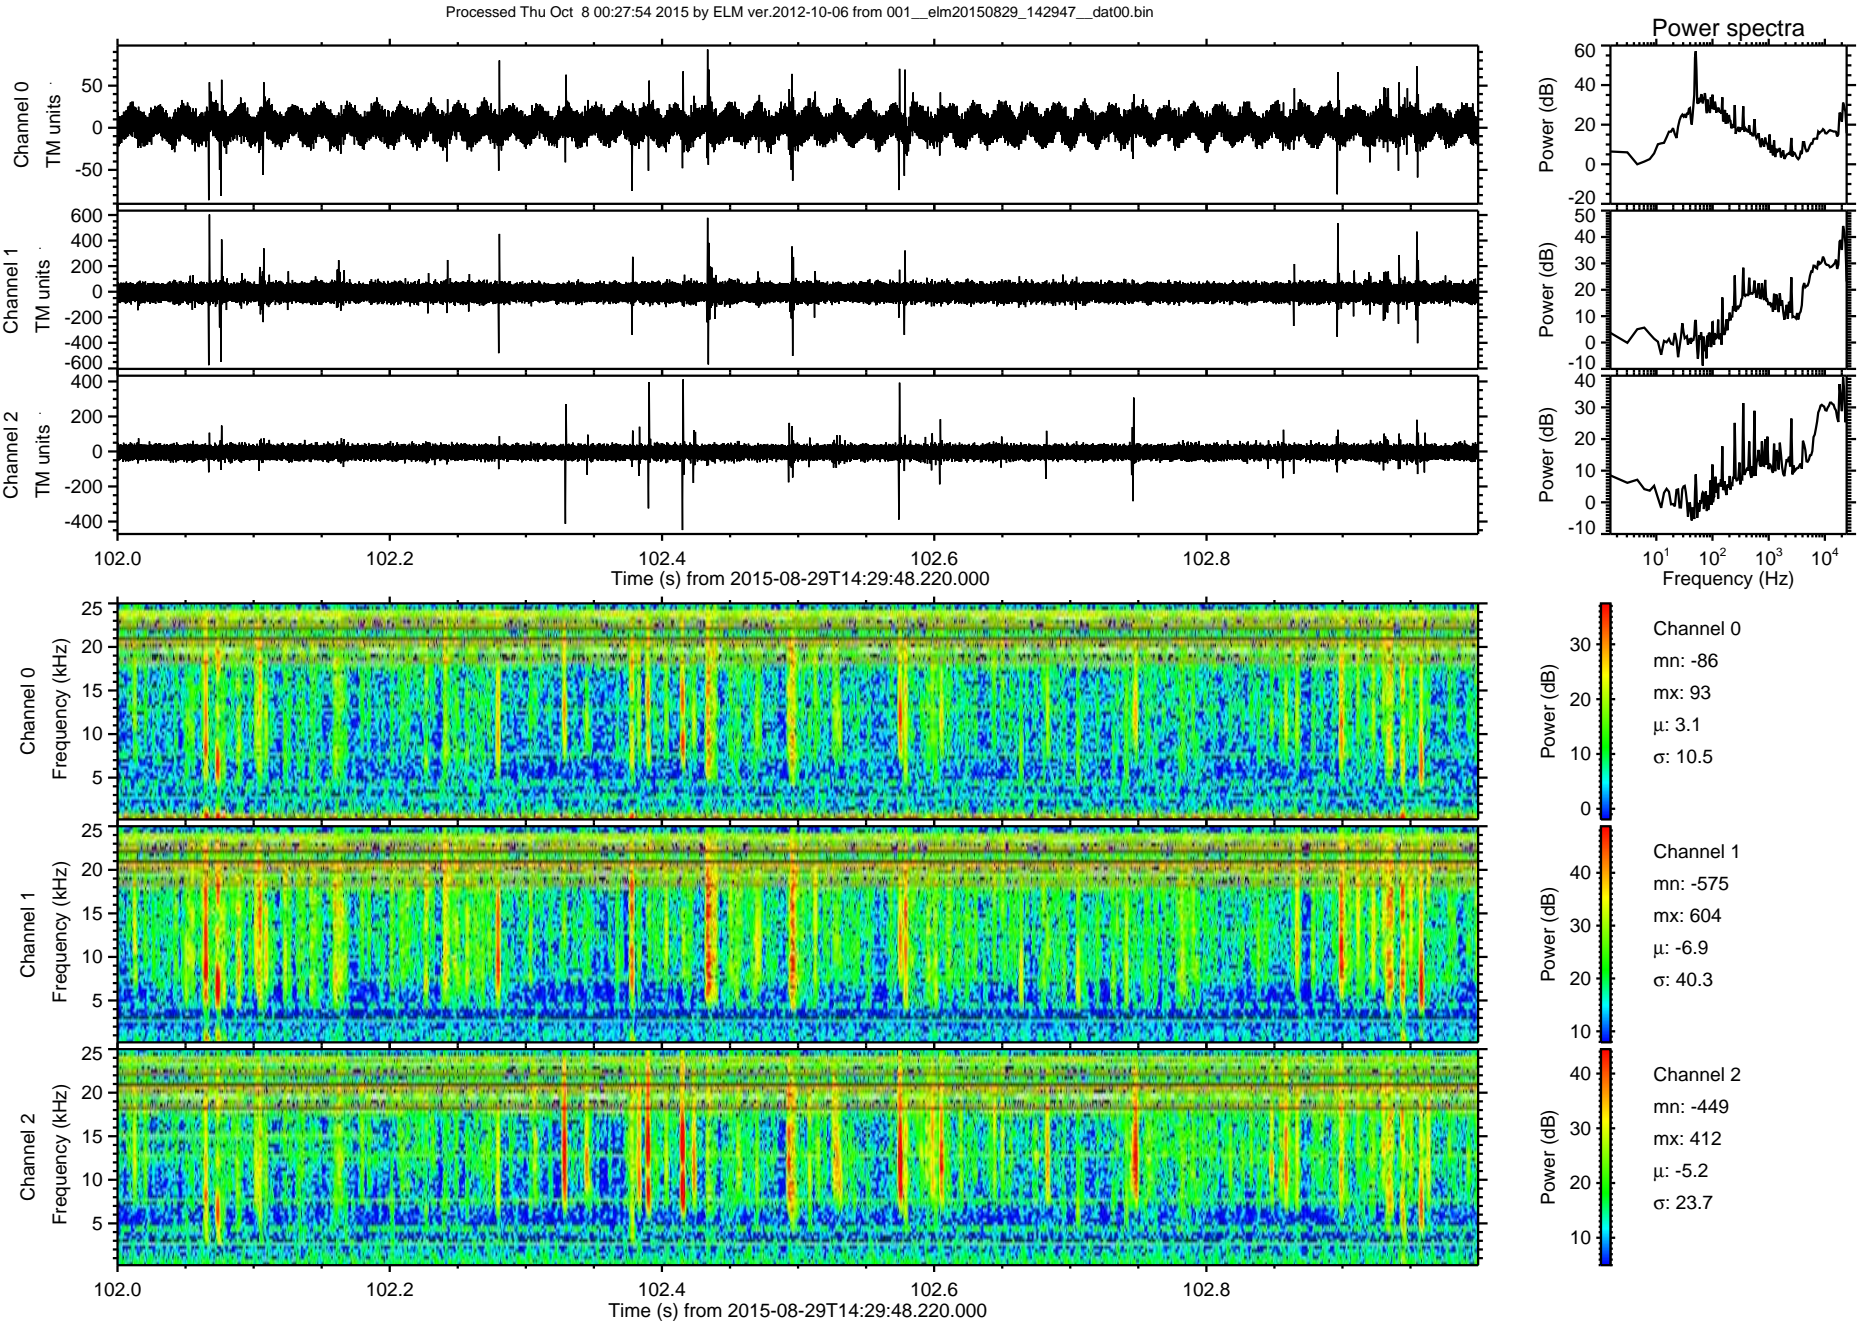 Processed Thu Oct  8 00:27:54 2015 by ELM ver.2012-10-06 from 001__elm20150829_142947__dat00.bin
Power spectra
Channel 0
TM units
50
0
-50
Power (dB)
60
40
20
0
-20
Channel 1
TM units
600
400
200
0
-200
-400
-600
Power (dB)
50
40
30
20
10
0
-10
Channel 2
TM units
400
200
0
-200
-400
Power (dB)
40
30
20
10
0
-10
102.0 102.2 102.4 102.6 102.8
Time (s) from 2015-08-29T14:29:48.220.000
10^1 10^2 10^3 10^4
Frequency (Hz)
Channel 0
Frequency (kHz)
25
20
15
10
5
Power (dB)
30
20
10
0
Channel 0
mn: -86
mx: 93
μ: 3.1
σ: 10.5
Channel 1
Frequency (kHz)
25
20
15
10
5
Power (dB)
40
30
20
10
Channel 1
mn: -575
mx: 604
μ: -6.9
σ: 40.3
Channel 2
Frequency (kHz)
25
20
15
10
5
Power (dB)
40
30
20
10
Channel 2
mn: -449
mx: 412
μ: -5.2
σ: 23.7
102.0 102.2 102.4 102.6 102.8
Time (s) from 2015-08-29T14:29:48.220.000